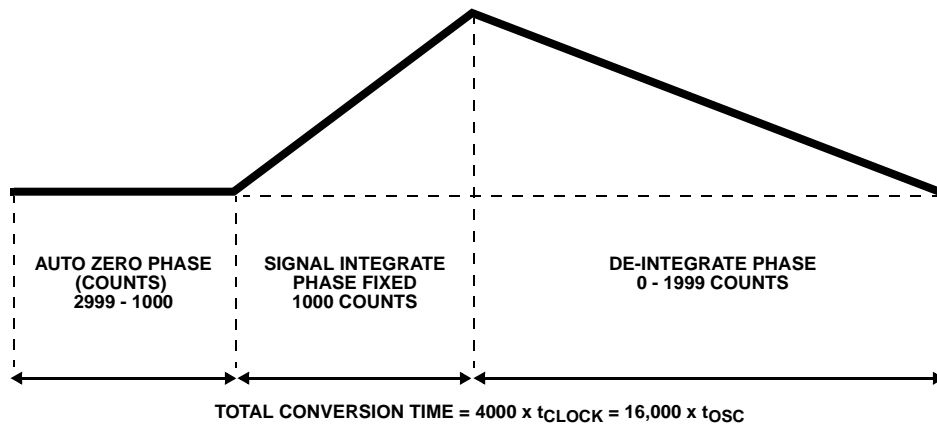 AUTO ZERO PHASE
(COUNTS)
2999 - 1000
SIGNAL INTEGRATE
PHASE FIXED
1000 COUNTS
DE-INTEGRATE PHASE
0 - 1999 COUNTS
TOTAL CONVERSION TIME = 4000 x tCLOCK = 16,000 x tOSC